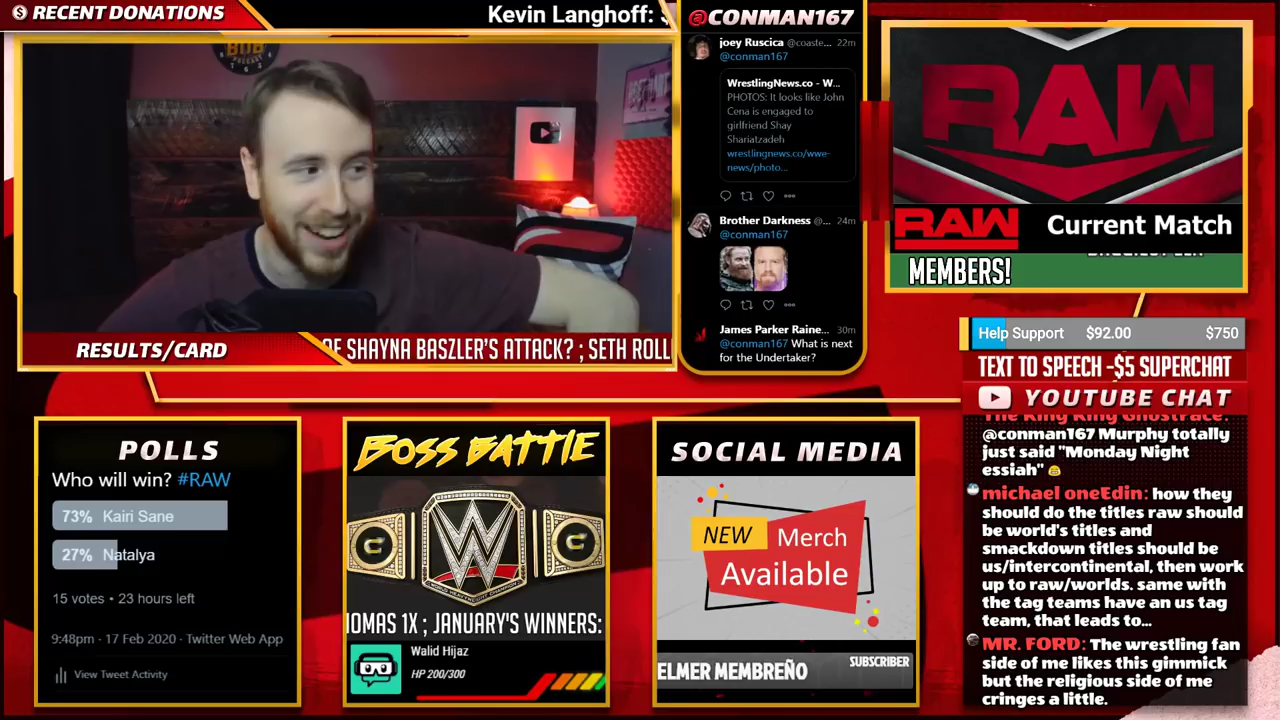 RECENT DONATIONS
Kevin Langhoff: $
BOB
PODCAST
RESULTS/CARD
OF SHAYNA BASZLER'S ATTACK? ; SETH ROLL
@CONMAN167
joey Ruscica @coaste... 22m
@conman167
WrestlingNews.co - W...
PHOTOS: It looks like John
Cena is engaged to
girlfriend Shay
Shariatzadeh
wrestlingnews.co/wwe-
news/photo...
Brother Darkness @... 24m
@conman167
James Parker Raine... 30m
@conman167 What is next
for the Undertaker?
RAW
RAW Current Match
MEMBERS!
Help Support $92.00 $750
TEXT TO SPEECH -$5 SUPERCHAT
YOUTUBE CHAT
The King King Ghostface:
@conman167 Murphy totally
just said "Monday Night
essiah"
michael oneEdin: how they
should do the titles raw should
be world's titles and
smackdown titles should be
us/intercontinental, then work
up to raw/worlds. same with
the tag teams have an us tag
team, that leads to...
MR. FORD: The wrestling fan
side of me likes this gimmick
but the religious side of me
cringes a little.
POLLS
Who will win? #RAW
73% Kairi Sane
27% Natalya
15 votes • 23 hours left
9:48pm · 17 Feb 2020 · Twitter Web App
View Tweet Activity
BOSS BATTLE
W
IOMAS 1X ; JANUARY'S WINNERS:
Walid Hijaz
HP 200/300
SOCIAL MEDIA
NEW Merch
Available
ELMER MEMBREÑO SUBSCRIBER